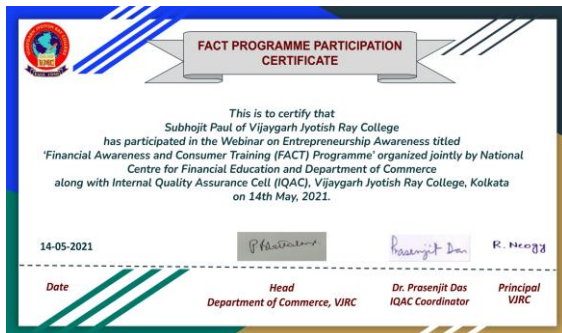 FACT PROGRAMME PARTICIPATION
CERTIFICATE
This is to certify that
Subhojit Paul of Vijaygarh Jyotish Ray College
has participated in the Webinar on Entrepreneurship Awareness titled
'Financial Awareness and Consumer Training (FACT) Programme' organized jointly by National
Centre for Financial Education and Department of Commerce
along with Internal Quality Assurance Cell (IQAC), Vijaygarh Jyotish Ray College, Kolkata
on 14th May, 2021.
14-05-2021
Prasenjit Das
R. Neogy
Date
Head
Department of Commerce, VJRC
Dr. Prasenjit Das
IQAC Coordinator
Principal
VJRC